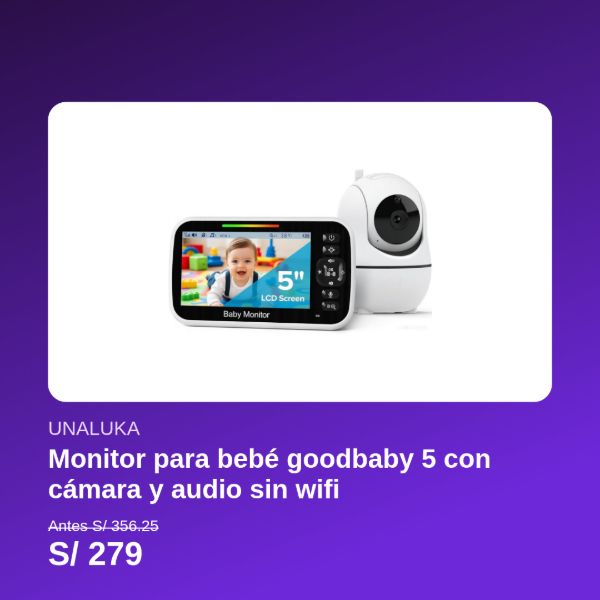 5"
LCD Screen
Baby Monitor
UNALUKA
Monitor para bebé goodbaby 5 con
cámara y audio sin wifi
Antes S/ 356.25
S/ 279